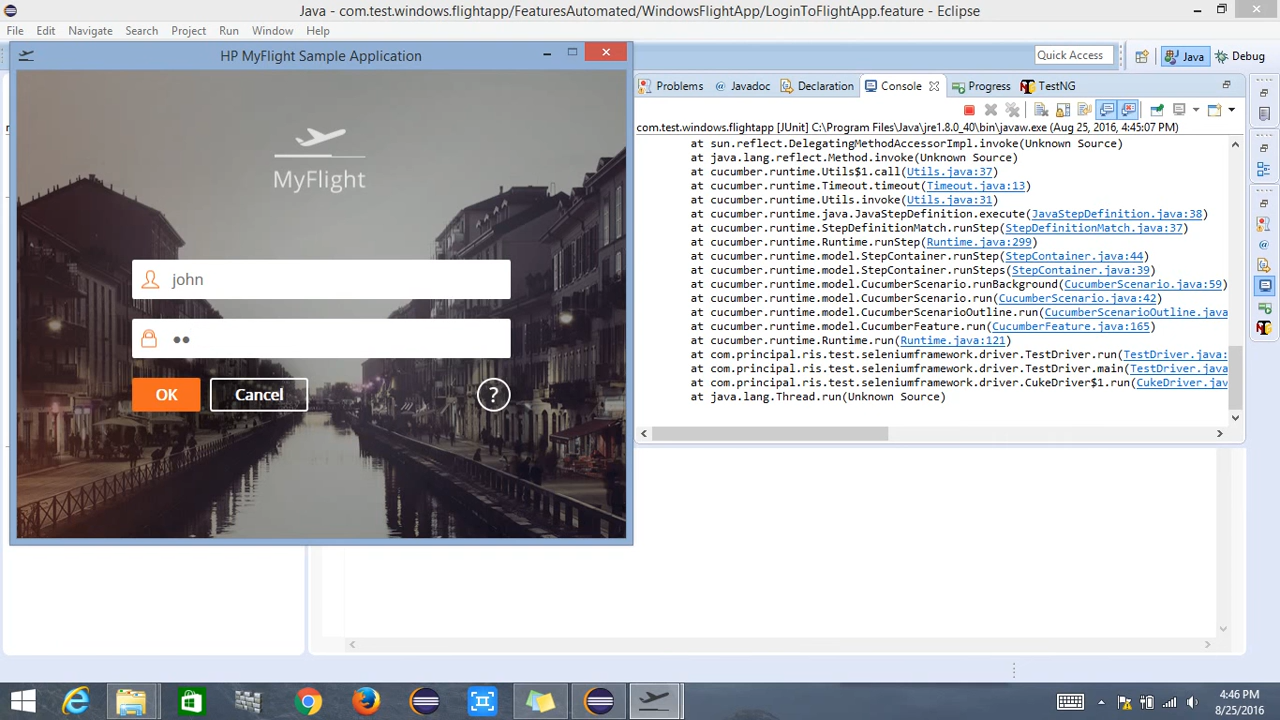 Java - com.test.windows.flightapp/FeaturesAutomated/WindowsFlightApp/LoginToFlightApp.feature - Eclipse
File Edit Navigate Search Project Run Window Help
HP MyFlight Sample Application
Quick Access
Java
Debug
Problems
@ Javadoc
Declaration
Console
Progress
TestNG
com.test.windows.flightapp [JUnit] C:\Program Files\Java\jre1.8.0_40\bin\javaw.exe (Aug 25, 2016, 4:45:07 PM)
at sun.reflect.DelegatingMethodAccessorImpl.invoke(Unknown Source)
at java.lang.reflect.Method.invoke(Unknown Source)
at cucumber.runtime.Utils$1.call(Utils.java:37)
at cucumber.runtime.Timeout.timeout(Timeout.java:13)
at cucumber.runtime.Utils.invoke(Utils.java:31)
at cucumber.runtime.java.JavaStepDefinition.execute(JavaStepDefinition.java:38)
at cucumber.runtime.StepDefinitionMatch.runStep(StepDefinitionMatch.java:37)
at cucumber.runtime.Runtime.runStep(Runtime.java:299)
at cucumber.runtime.model.StepContainer.runStep(StepContainer.java:44)
at cucumber.runtime.model.StepContainer.runSteps(StepContainer.java:39)
at cucumber.runtime.model.CucumberScenario.runBackground(CucumberScenario.java:59)
at cucumber.runtime.model.CucumberScenario.run(CucumberScenario.java:42)
at cucumber.runtime.model.CucumberScenarioOutline.run(CucumberScenarioOutline.java
at cucumber.runtime.model.CucumberFeature.run(CucumberFeature.java:165)
at cucumber.runtime.Runtime.run(Runtime.java:121)
at com.principal.ris.test.seleniumframework.driver.TestDriver.run(TestDriver.java:
at com.principal.ris.test.seleniumframework.driver.TestDriver.main(TestDriver.java:
at com.principal.ris.test.seleniumframework.driver.CukeDriver$1.run(CukeDriver.jav
at java.lang.Thread.run(Unknown Source)
MyFlight
john
OK
Cancel
?
4:46 PM
8/25/2016